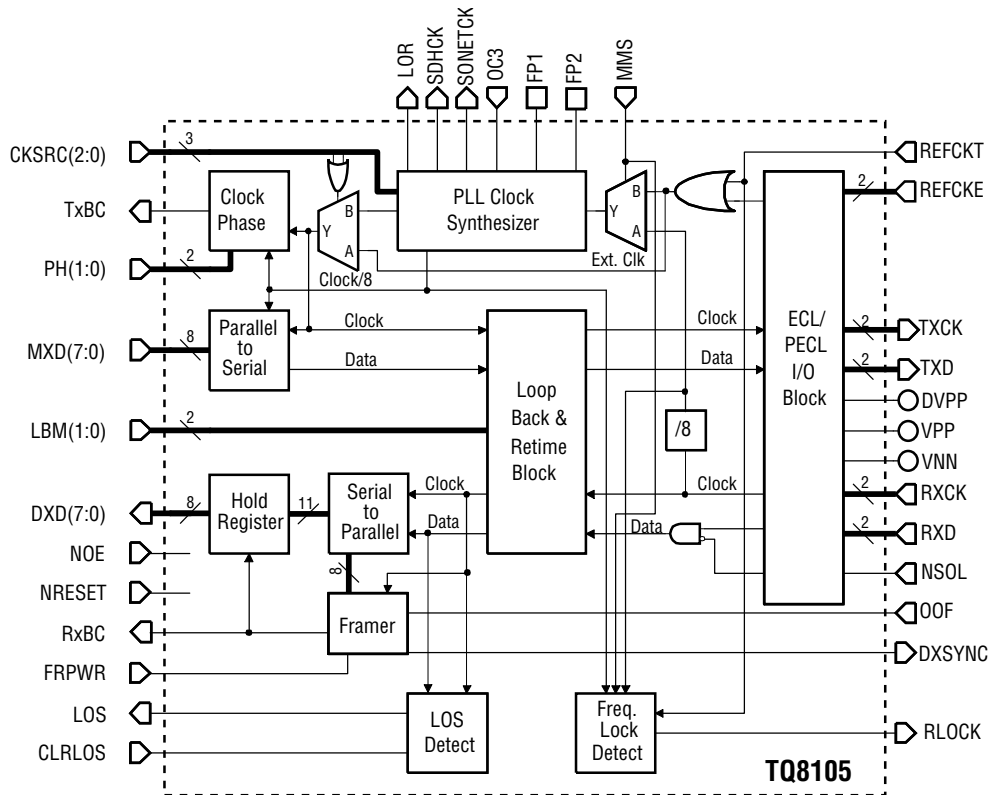 LOR
SDHCK
SONETCK
OC3
FP1
FP2
MMS
CKSRC(2:0)
3
REFCKT
2
REFCKE
Clock
Phase
B
Y
A
PLL Clock
Synthesizer
B
Y
A
TxBC
PH(1:0)
2
Ext. Clk
Clock/8
Parallel
to
Serial
MXD(7:0)
8
Clock
Data
Loop
Back &
Retime
Block
Clock
Data
ECL/
PECL
I/O
Block
2
TXCK
2
TXD
DVPP
VPP
VNN
LBM(1:0)
2
/8
DXD(7:0)
8
Hold
Register
11
Serial
to
Parallel
Clock
Data
Clock
Data
2
RXCK
2
RXD
NOE
NSOL
NRESET
8
OOF
RxBC
Framer
DXSYNC
FRPWR
LOS
LOS
Detect
Freq.
Lock
Detect
RLOCK
CLRLOS
TQ8105